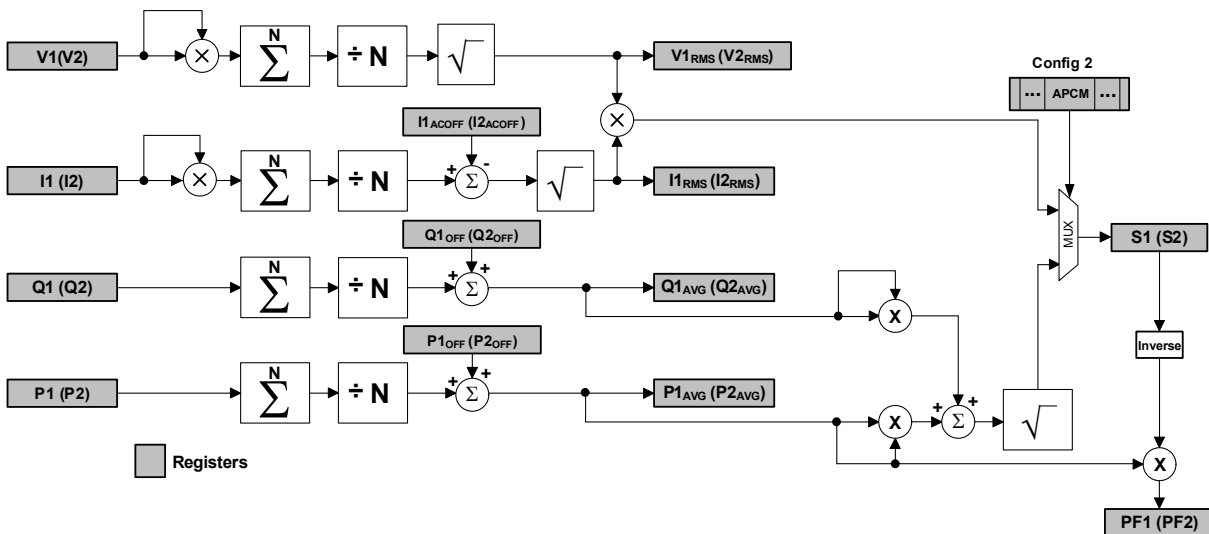 V1(V2)
×
N
∑
÷ N
√
V1RMS (V2RMS)
Config 2
... APCM ...
I1ACOFF (I2ACOFF)
×
I1 (I2)
×
N
∑
÷ N
+ -
Σ
√
I1RMS (I2RMS)
MUX
S1 (S2)
Q1OFF (Q2OFF)
Q1 (Q2)
N
∑
÷ N
+ +
Σ
Q1AVG (Q2AVG)
X
Inverse
P1OFF (P2OFF)
P1 (P2)
N
∑
÷ N
+ +
Σ
P1AVG (P2AVG)
X
+ +
Σ
√
X
Registers
PF1 (PF2)